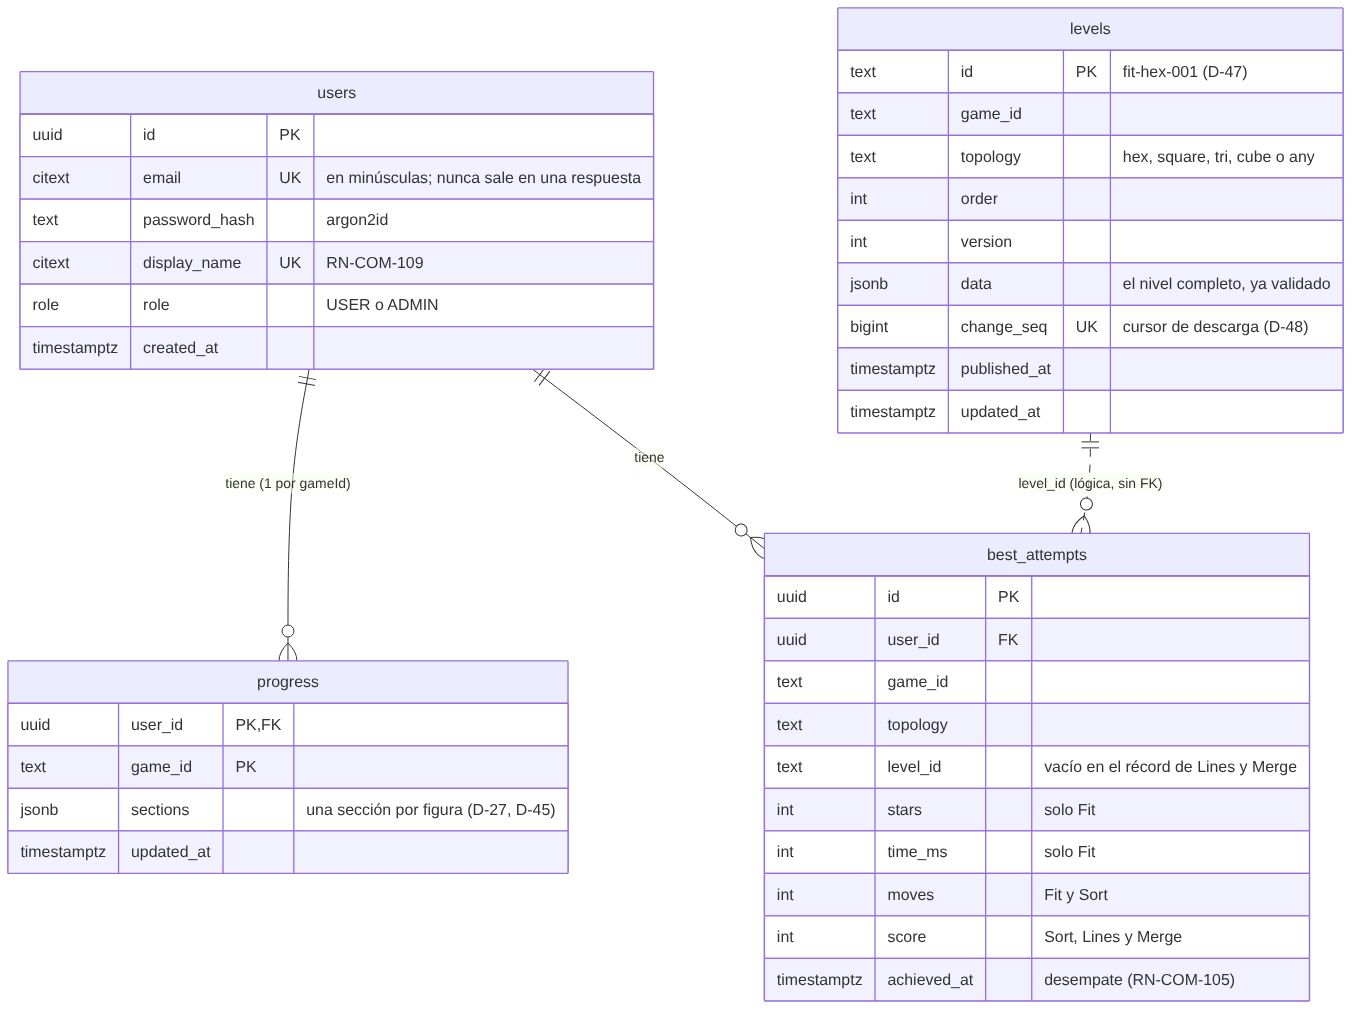 users
uuid id PK
citext email UK en minúsculas; nunca sale en una respuesta
text password_hash argon2id
citext display_name UK RN-COM-109
role role USER o ADMIN
timestamptz created_at
levels
text id PK fit-hex-001 (D-47)
text game_id
text topology hex, square, tri, cube o any
int order
int version
jsonb data el nivel completo, ya validado
bigint change_seq UK cursor de descarga (D-48)
timestamptz published_at
timestamptz updated_at
tiene (1 por gameId)
tiene
level_id (lógica, sin FK)
progress
uuid user_id PK,FK
text game_id PK
jsonb sections una sección por figura (D-27, D-45)
timestamptz updated_at
best_attempts
uuid id PK
uuid user_id FK
text game_id
text topology
text level_id vacío en el récord de Lines y Merge
int stars solo Fit
int time_ms solo Fit
int moves Fit y Sort
int score Sort, Lines y Merge
timestamptz achieved_at desempate (RN-COM-105)